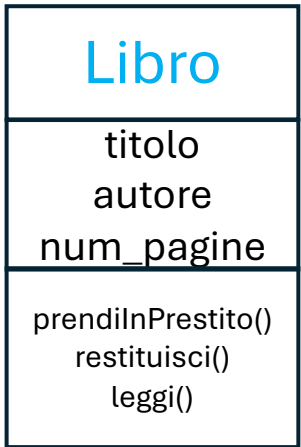 Libro
titolo
autore
num_pagine
prendiInPrestito()
restituisci()
leggi()